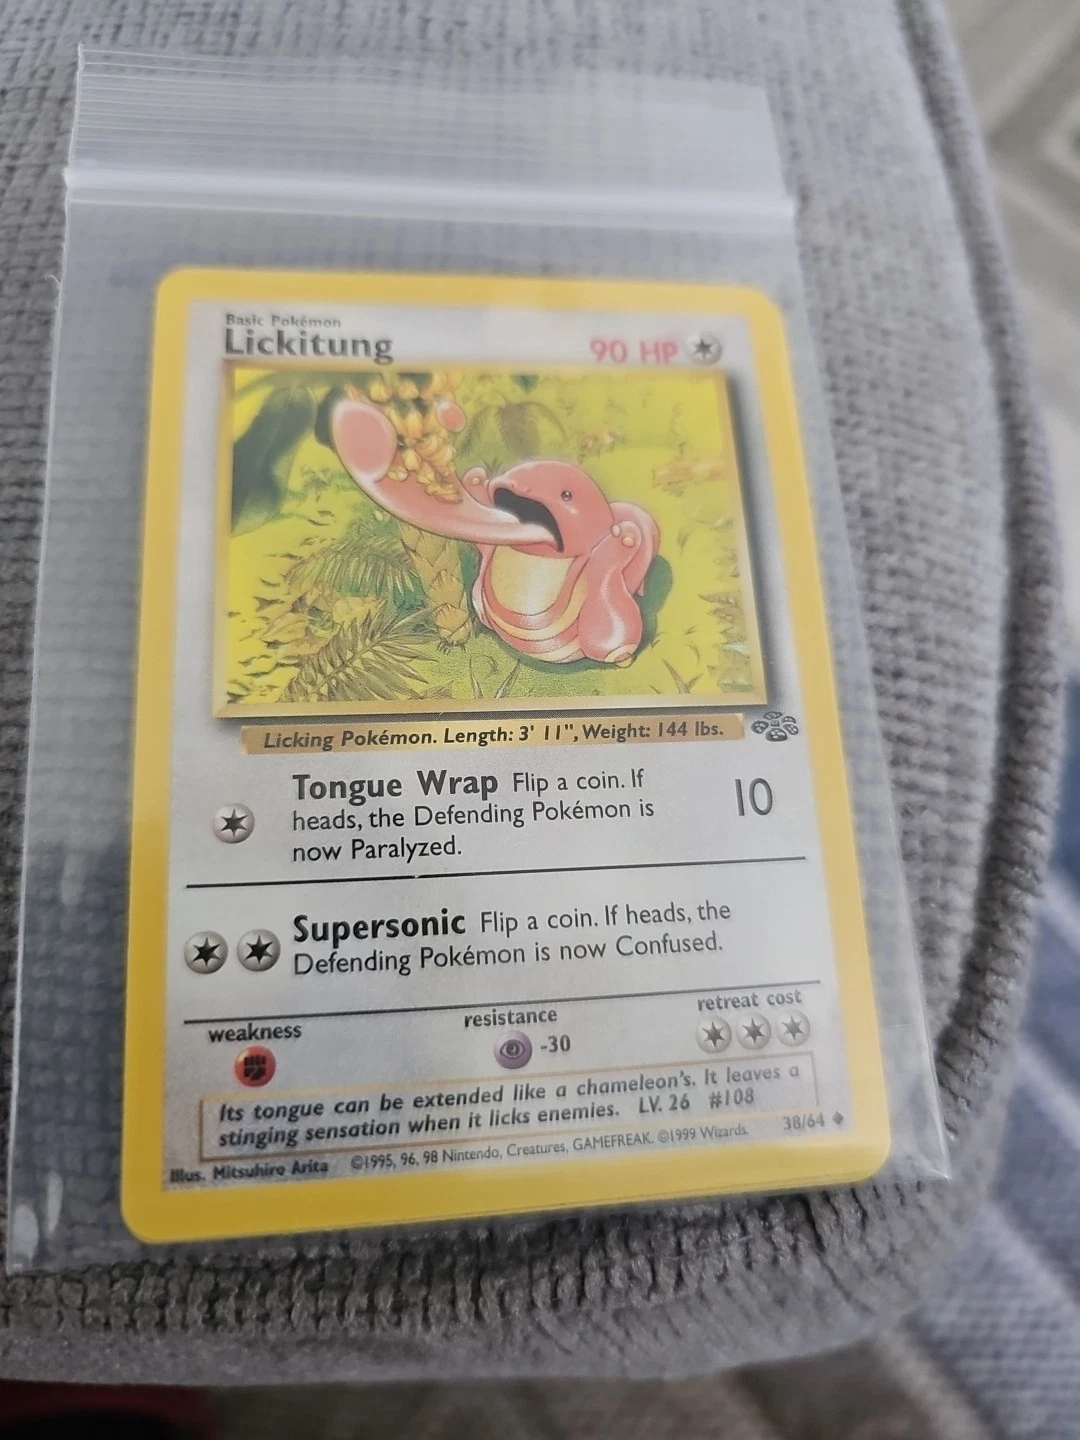 Basic Pokémon
Lickitung 90 HP
Licking Pokémon. Length: 3' 11", Weight: 144 lbs.
Tongue Wrap Flip a coin. If
heads, the Defending Pokémon is
now Paralyzed.
10
Supersonic Flip a coin. If heads, the
Defending Pokémon is now Confused.
weakness
resistance
-30
retreat cost
Its tongue can be extended like a chameleon's. It leaves a
stinging sensation when it licks enemies. LV. 26 #108
Illus. Mitsuhiro Arita ©1995, 96, 98 Nintendo, Creatures, GAMEFREAK. ©1999 Wizards. 38/64